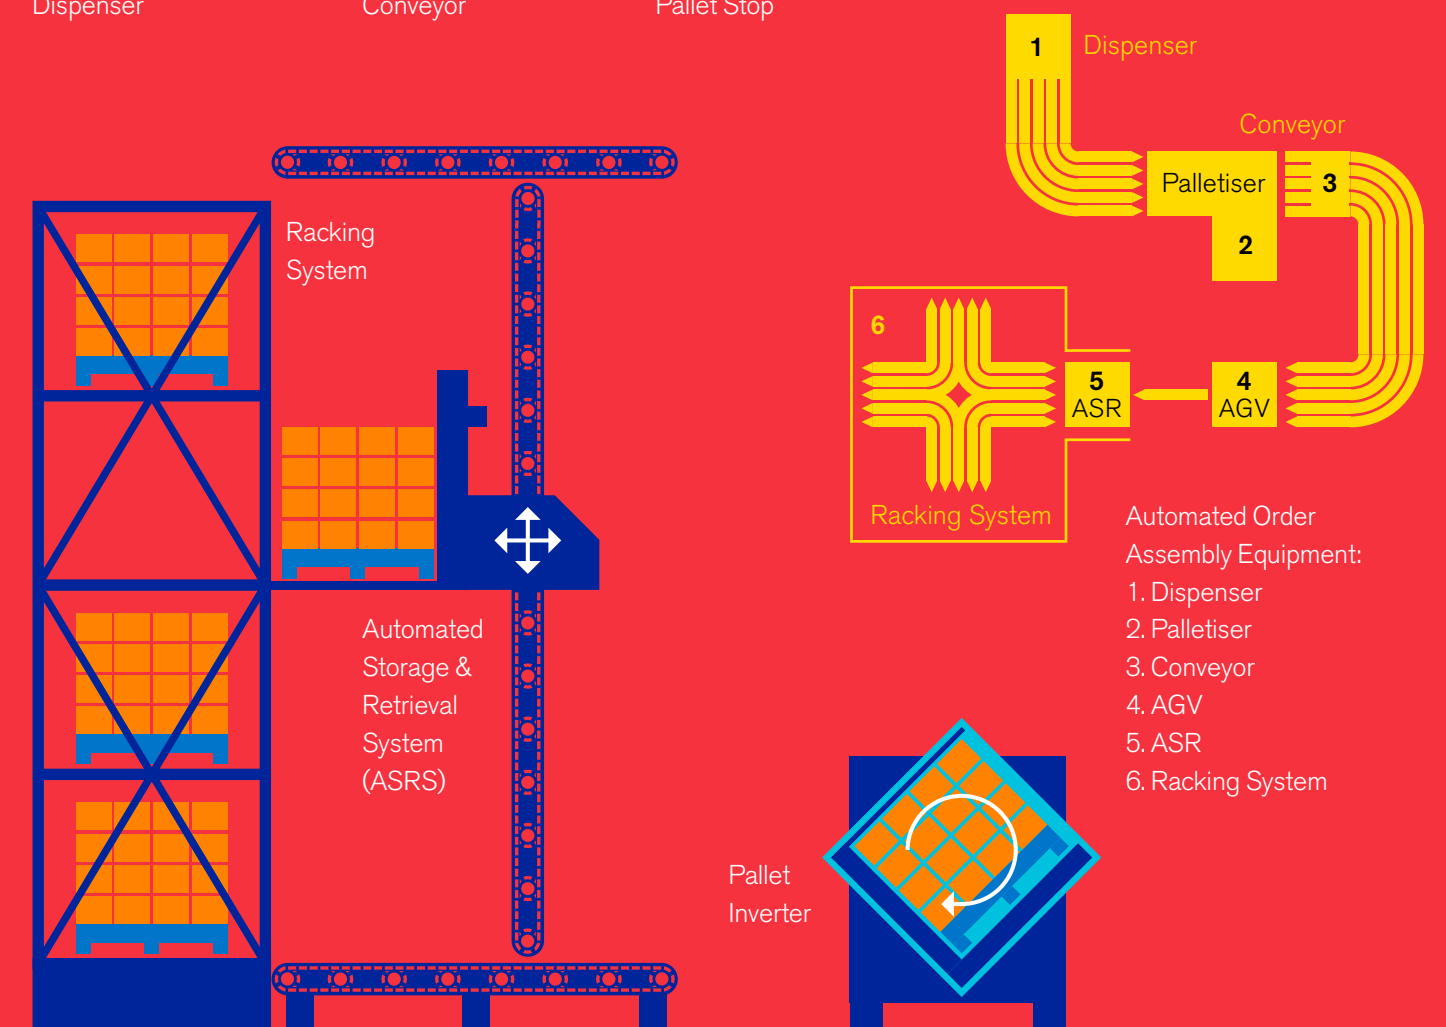 Dispenser
Conveyor
Pallet Stop
1
Dispenser
Conveyor
Palletiser
3
2
Racking
System
6
5
ASR
4
AGV
Racking System
Automated Order
Assembly Equipment:
1. Dispenser
2. Palletiser
3. Conveyor
4. AGV
5. ASR
6. Racking System
Automated
Storage &
Retrieval
System
(ASRS)
Pallet
Inverter